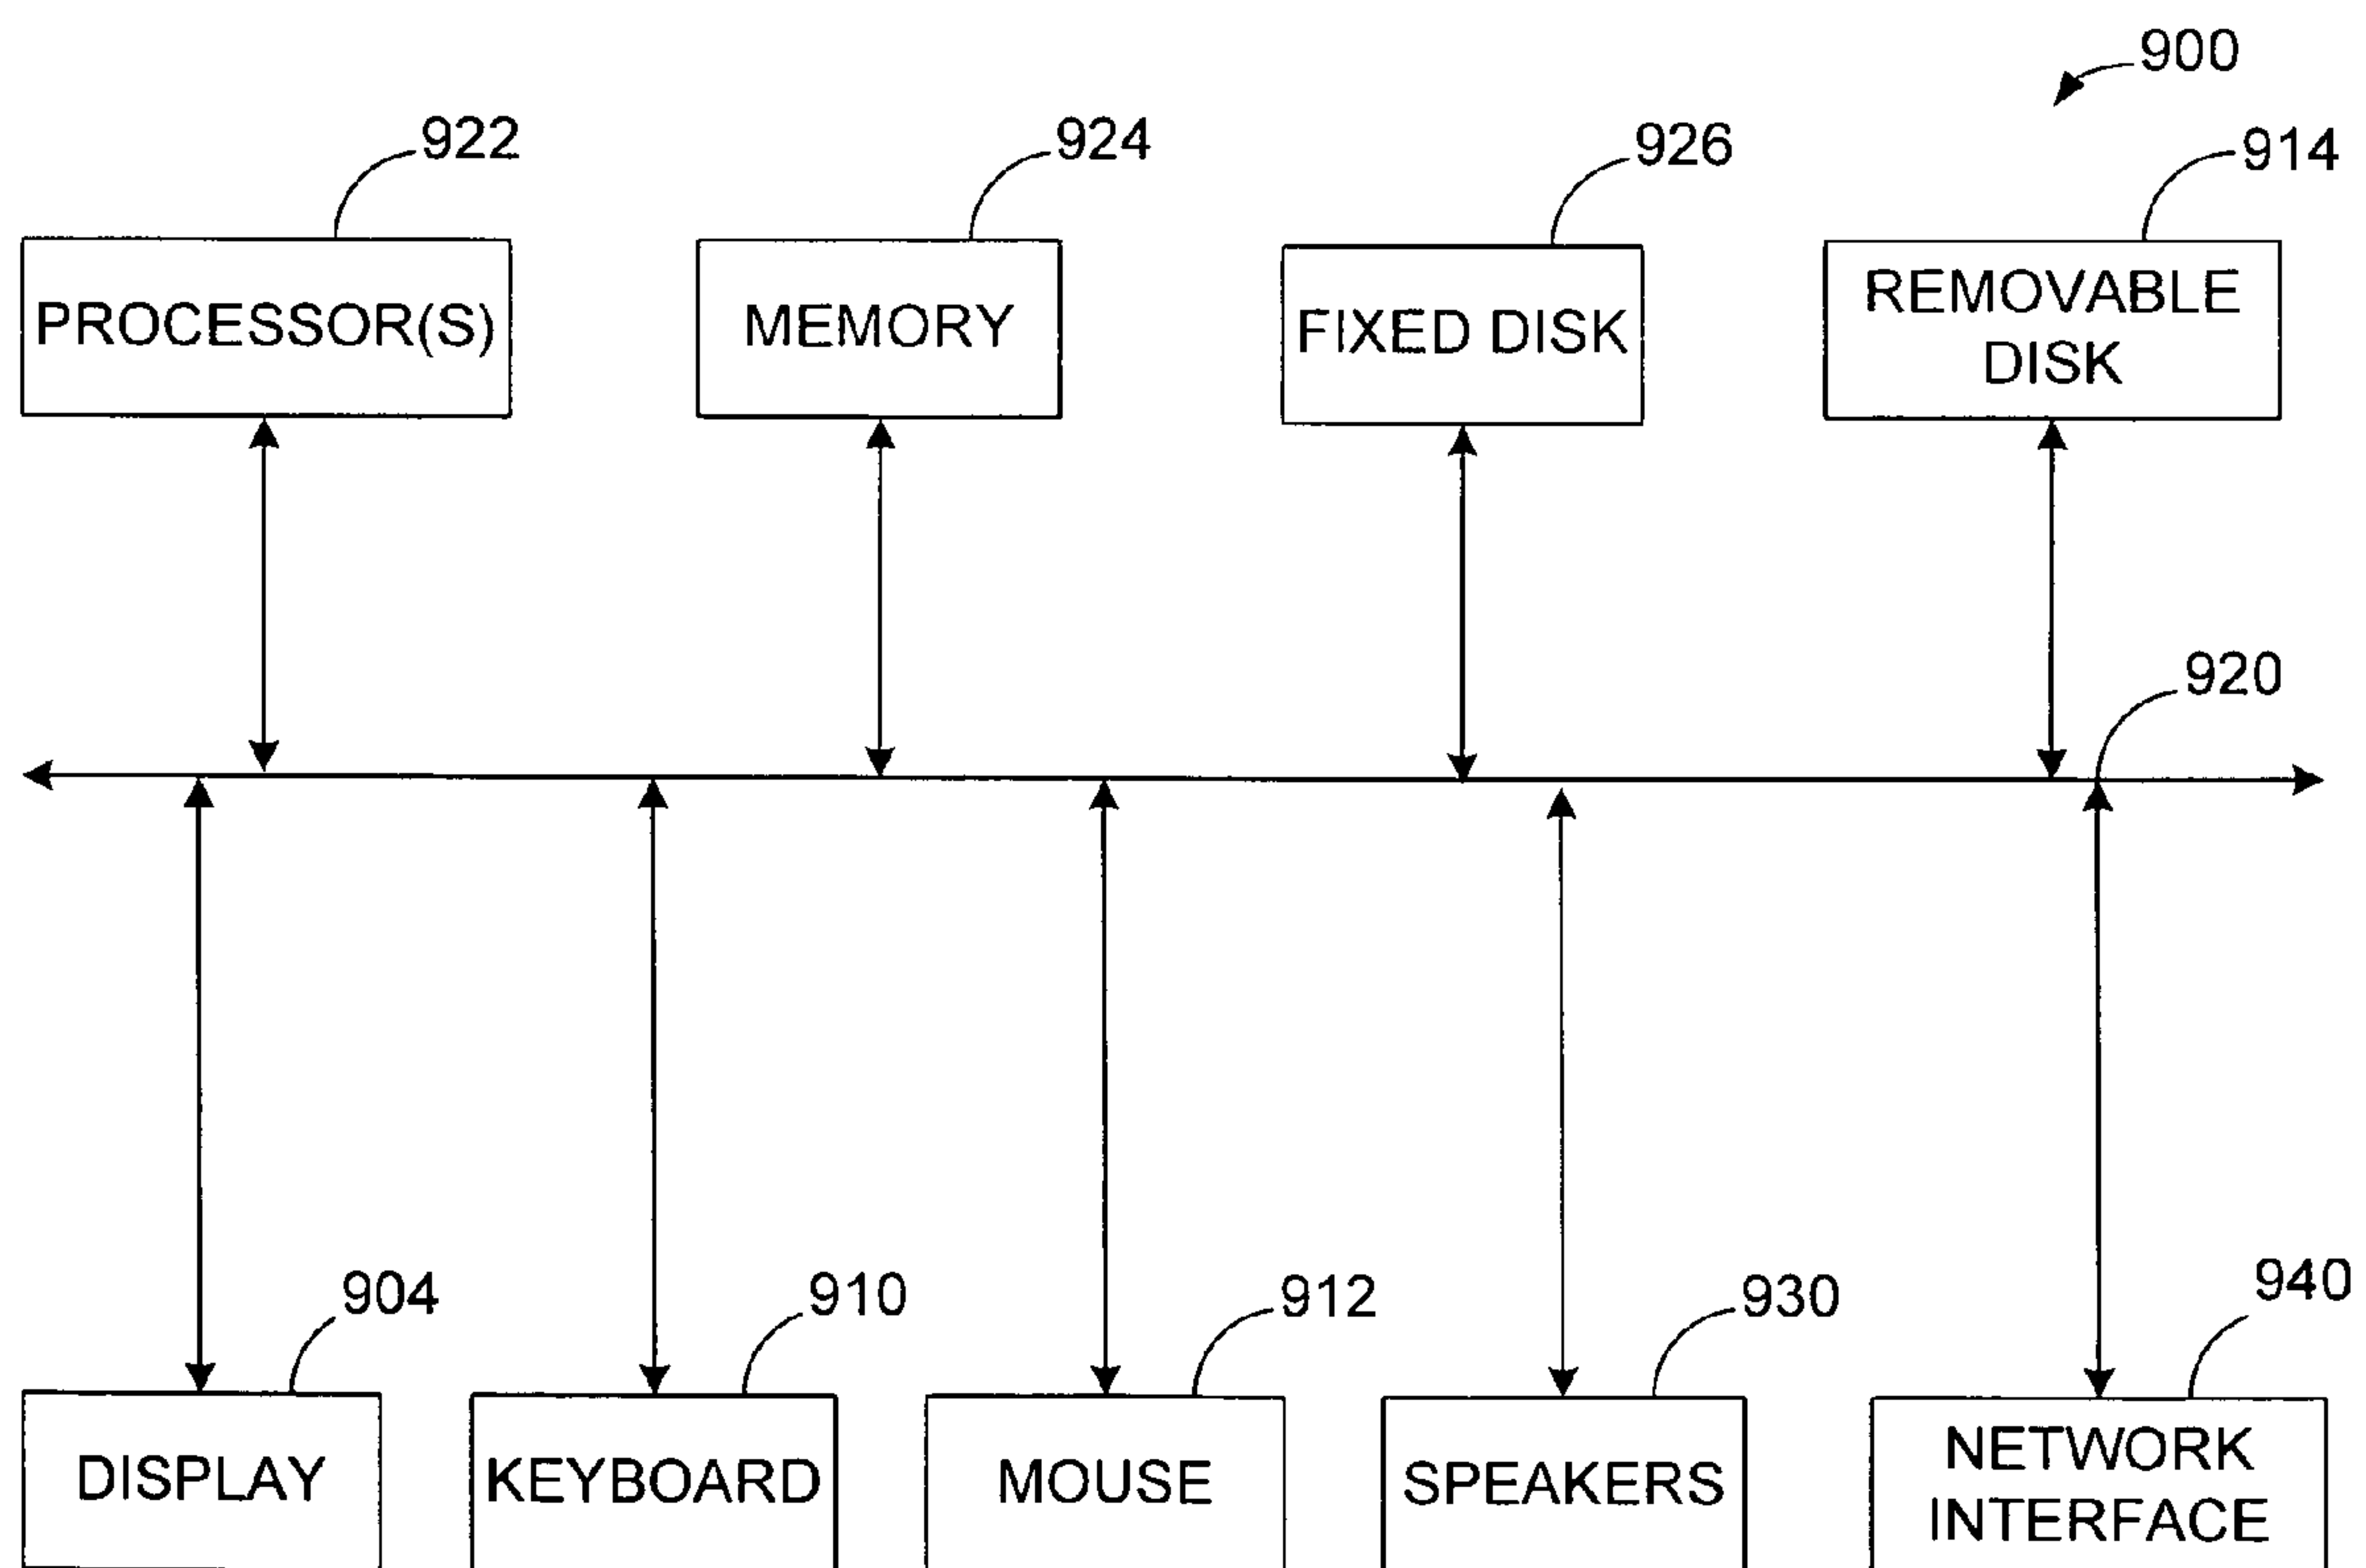 900
922
924
926
914
PROCESSOR(S)
MEMORY
FIXED DISK
REMOVABLE
DISK
920
904
910
912
930
940
DISPLAY
KEYBOARD
MOUSE
SPEAKERS
NETWORK
INTERFACE